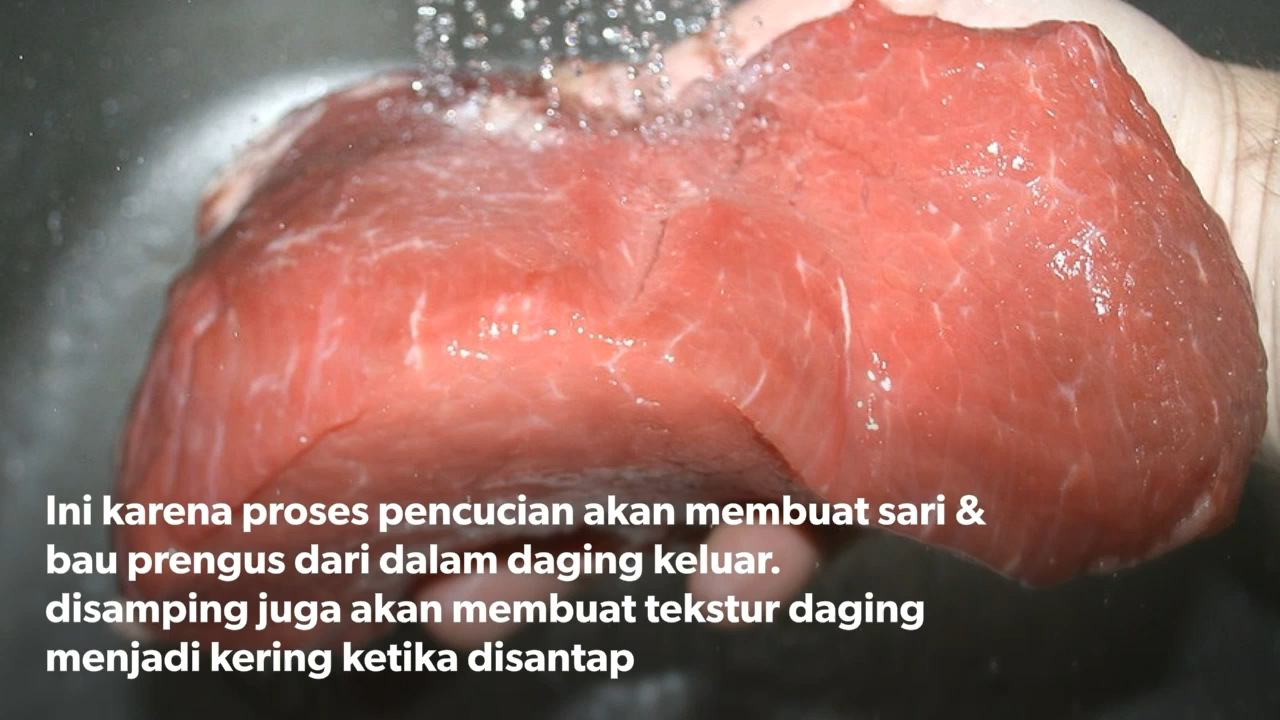 Ini karena proses pencucian akan membuat sari &
bau prengus dari dalam daging keluar.
disamping juga akan membuat tekstur daging
menjadi kering ketika disantap